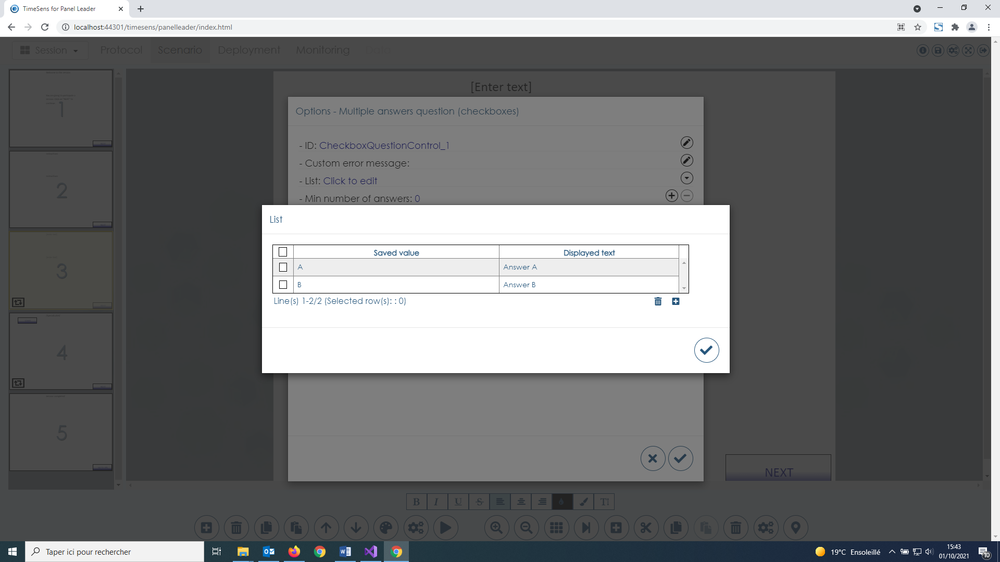 TimeSens for Panel Leader
localhost:44301/timesens/panelleader/index.html
Session
Protocol
Scenario
Deployment
Monitoring
Data
[Enter text]
Options - Multiple answers question (checkboxes)
- ID: CheckboxQuestionControl_1
- Custom error message:
- List: Click to edit
- Min number of answers: 0
List
Saved value
Displayed text
A
Answer A
B
Answer B
Line(s) 1-2/2 (Selected row(s): : 0)
1
2
3
4
5
NEXT
B
I
U
S
T
Taper ici pour rechercher
19°C Ensoleillé
15:43
01/10/2021
10